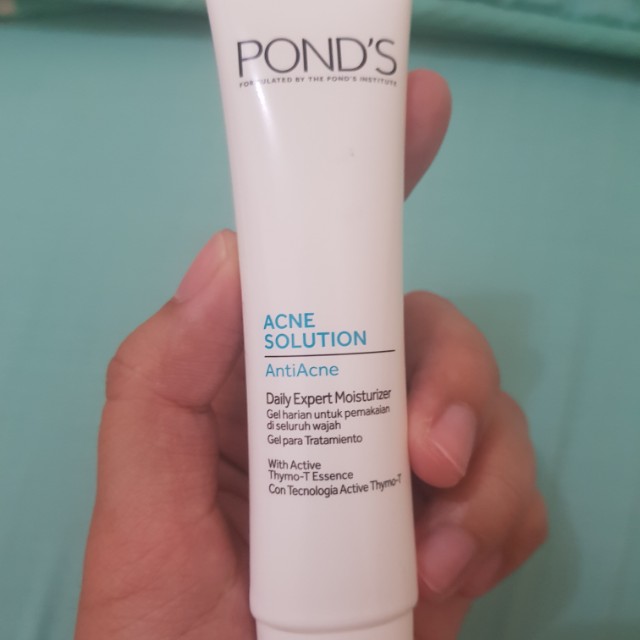 POND'S
FORMULATED BY THE POND'S INSTITUTE
ACNE
SOLUTION
AntiAcne
Daily Expert Moisturizer
Gel harian untuk pemakaian
di seluruh wajah
Gel para Tratamiento
With Active
Thymo-T Essence
Con Tecnología Active Thymo-T